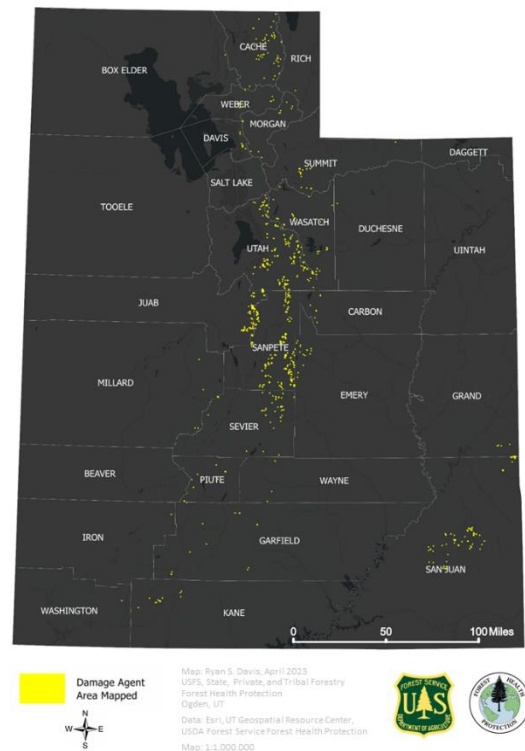 CACHE
RICH
BOX ELDER
WEBER
MORGAN
DAVIS
SUMMIT
DAGGETT
SALT LAKE
TOOELE
WASATCH
DUCHESNE
UTAH
UINTAH
JUAB
CARBON
SANPETE
MILLARD
EMERY
GRAND
SEVIER
BEAVER
PIUTE
WAYNE
IRON
GARFIELD
SAN JUAN
WASHINGTON
KANE
0 50 100 Miles
Damage Agent
Area Mapped
N
W E
S
Map: Ryan S. Davis, April 2023
USFS, State, Private, and Tribal Forestry
Forest Health Protection
Ogden, UT
Data: Esri, UT Geospatial Resource Center,
USDA Forest Service Forest Health Protection
Map: 1:1,000,000
FOREST SERVICE
U S
DEPARTMENT OF AGRICULTURE
FOREST HEALTH
PROTECTION